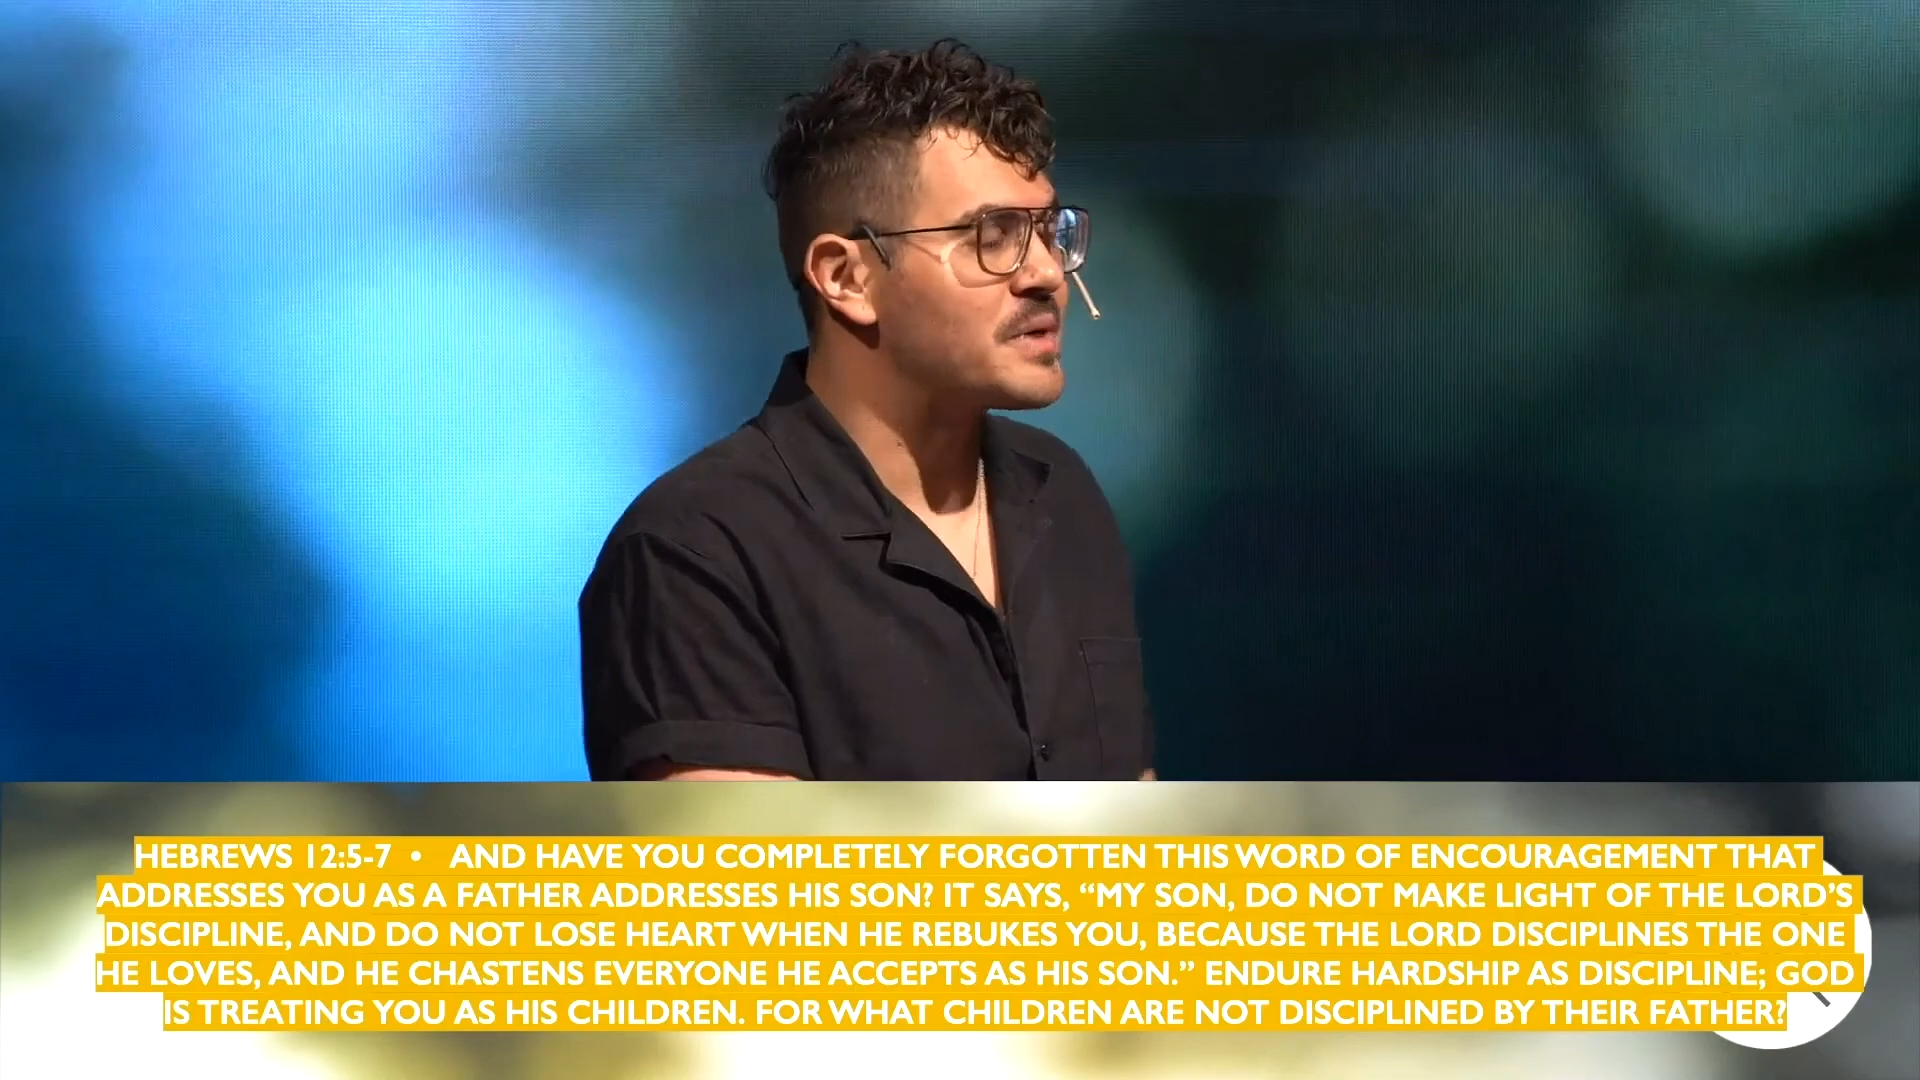 HEBREWS 12:5-7 • AND HAVE YOU COMPLETELY FORGOTTEN THIS WORD OF ENCOURAGEMENT THAT
ADDRESSES YOU AS A FATHER ADDRESSES HIS SON? IT SAYS, “MY SON, DO NOT MAKE LIGHT OF THE LORD’S
DISCIPLINE, AND DO NOT LOSE HEART WHEN HE REBUKES YOU, BECAUSE THE LORD DISCIPLINES THE ONE
HE LOVES, AND HE CHASTENS EVERYONE HE ACCEPTS AS HIS SON.” ENDURE HARDSHIP AS DISCIPLINE; GOD
IS TREATING YOU AS HIS CHILDREN. FOR WHAT CHILDREN ARE NOT DISCIPLINED BY THEIR FATHER?